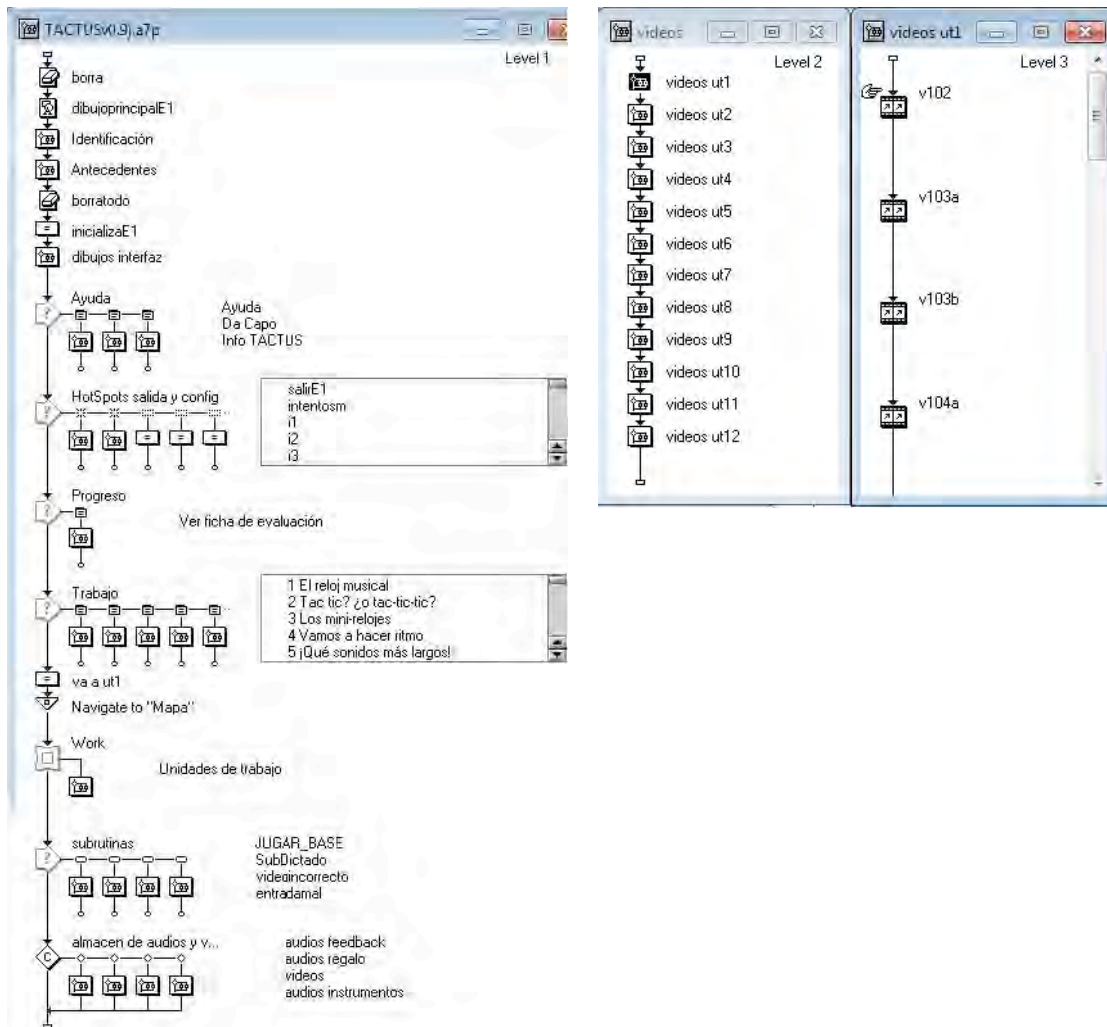 TACTUSv(1.9).a7p
Level 1
borra
dibujoprincipalE1
Identificación
Antecedentes
borratodo
inicializaE1
dibujos interfaz
Ayuda
Ayuda
Da Capo
Info TACTUS
HotSpots salida y config
salirE1
intentosm
i1
i2
i3
Progreso
Ver ficha de evaluación
Trabajo
1 El reloj musical
2 Tac tic? ¿o tac-tic-tic?
3 Los mini-relojes
4 Vamos a hacer ritmo
5 ¡Qué sonidos más largos!
va a ut1
Navigate to "Mapa"
Work
Unidades de trabajo
subrutinas
JUGAR_BASE
SubDictado
videoincorrecto
entradamal
almacen de audios y v...
audios feedback
audios regalo
videos
audios instrumentos
videos
Level 2
videos ut1
videos ut2
videos ut3
videos ut4
videos ut5
videos ut6
videos ut7
videos ut8
videos ut9
videos ut10
videos ut11
videos ut12
videos ut1
Level 3
v102
v103a
v103b
v104a